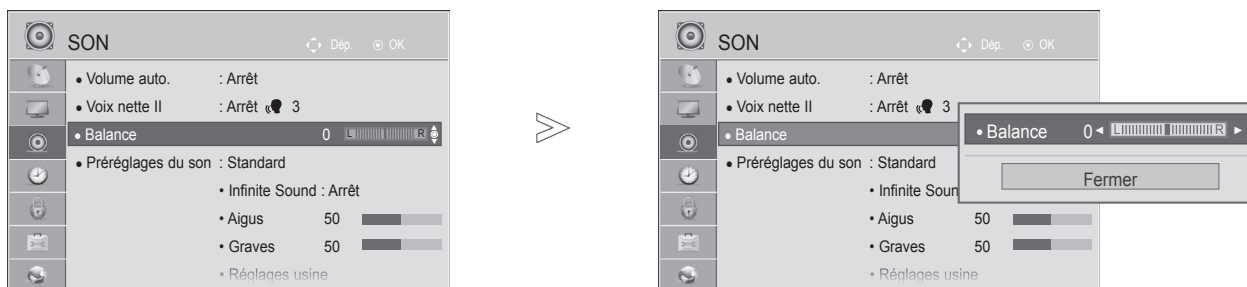 SON Dép. OK
• Volume auto. : Arrêt
• Voix nette II : Arrêt 3
• Balance 0 L R
• Préréglages du son : Standard
• Infinite Sound : Arrêt
• Aigus 50
• Graves 50
• Réglages usine
SON Dép. OK
• Volume auto. : Arrêt
• Voix nette II : Arrêt 3
• Balance
• Préréglages du son : Standard
• Infinite Soun
• Aigus 50
• Graves 50
• Réglages usine
• Balance 0 L R
Fermer